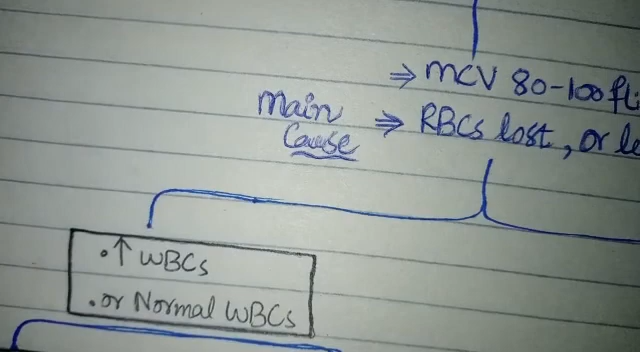 ⇒ MCV 80-100 fl
Main ⇒ RBCs lost, or
Cause
.↑ WBCs
.or Normal WBCs